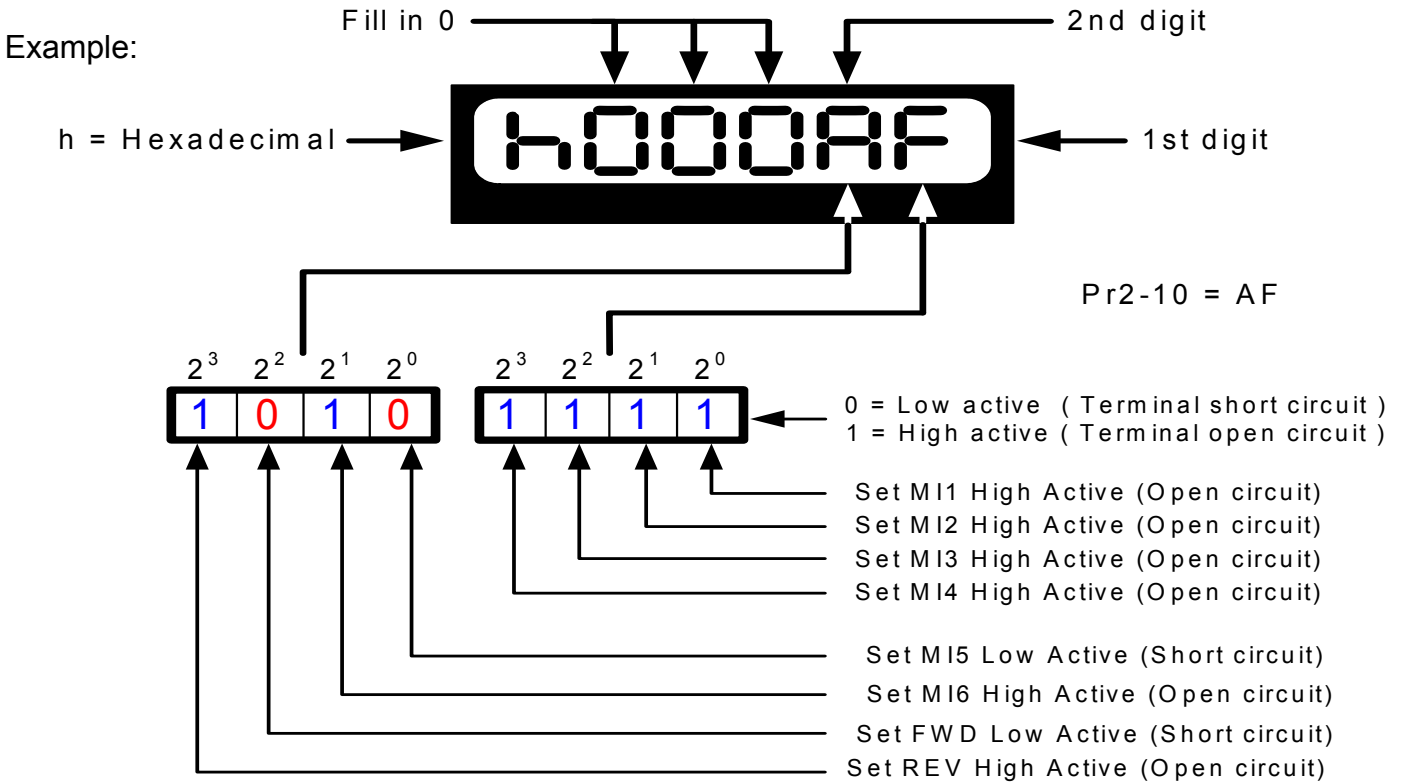 Fill in 0
2nd digit
Example:
h000AF
h = Hexadecimal
1st digit
Pr2-10 = AF
2³ 2² 2¹ 2⁰ 2³ 2² 2¹ 2⁰
1 0 1 0 1 1 1 1
0 = Low active ( Terminal short circuit )
1 = High active ( Terminal open circuit )
Set MI1 High Active (Open circuit)
Set MI2 High Active (Open circuit)
Set MI3 High Active (Open circuit)
Set MI4 High Active (Open circuit)
Set MI5 Low Active (Short circuit)
Set MI6 High Active (Open circuit)
Set FWD Low Active (Short circuit)
Set REV High Active (Open circuit)